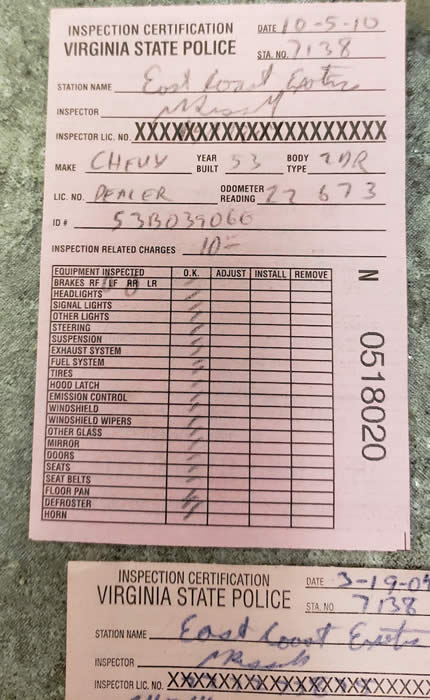 INSPECTION CERTIFICATION DATE 10-5-10
VIRGINIA STATE POLICE STA. NO. 7138
STATION NAME East Coast Exotics
INSPECTOR
INSPECTOR LIC. NO. XXXXXXXXXXXXXXXXXXXX
MAKE CHEVY YEAR BUILT 53 BODY TYPE 2DR
LIC. NO. DEALER ODOMETER READING 22 673
ID # 53B039066
INSPECTION RELATED CHARGES 10-
EQUIPMENT INSPECTED O.K. ADJUST INSTALL REMOVE
BRAKES RF LF RR LR
HEADLIGHTS
SIGNAL LIGHTS
OTHER LIGHTS
STEERING
SUSPENSION
EXHAUST SYSTEM
FUEL SYSTEM
TIRES
HOOD LATCH
EMISSION CONTROL
WINDSHIELD
WINDSHIELD WIPERS
OTHER GLASS
MIRROR
DOORS
SEATS
SEAT BELTS
FLOOR PAN
DEFROSTER
HORN
N 0518020
INSPECTION CERTIFICATION DATE 3-19-09
VIRGINIA STATE POLICE STA. NO 7138
STATION NAME East Coast Exotic
INSPECTOR
INSPECTOR LIC. NO. XXXXXXXXXXXXXXXXXXXX